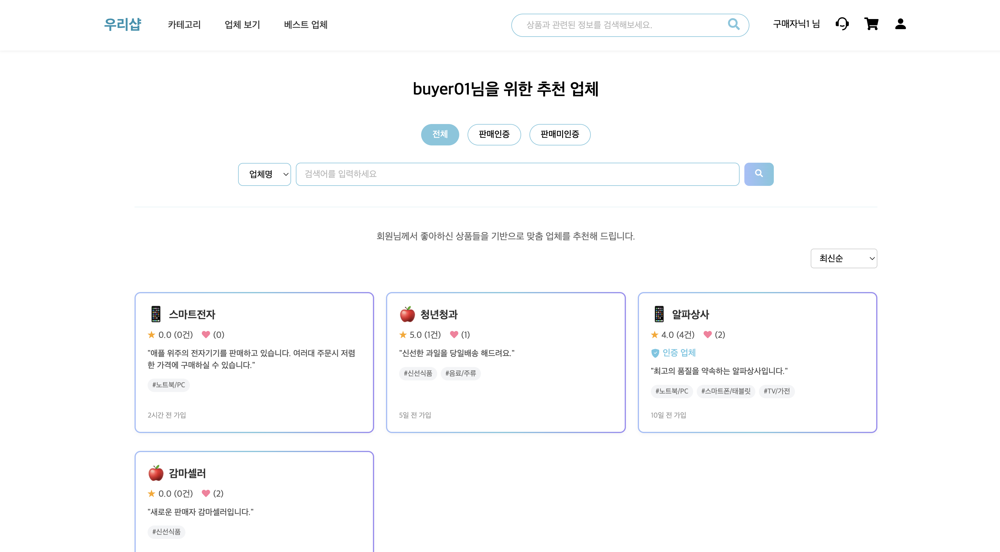 우리샵 카테고리 업체 보기 베스트 업체 상품과 관련된 정보를 검색해보세요. 구매자닉1 님
buyer01님을 위한 추천 업체
전체 판매인증 판매미인증
업체명 검색어를 입력하세요
회원님께서 좋아하신 상품들을 기반으로 맞춤 업체를 추천해 드립니다.
최신순
스마트전자
0.0 (0건) (0)
"애플 위주의 전자기기를 판매하고 있습니다. 여러대 주문시 저렴
한 가격에 구매하실 수 있습니다."
#노트북/PC
2시간 전 가입
청년청과
5.0 (1건) (1)
"신선한 과일을 당일배송 해드려요."
#신선식품 #음료/주류
5일 전 가입
알파상사
4.0 (4건) (2)
인증 업체
"최고의 품질을 약속하는 알파상사입니다."
#노트북/PC #스마트폰/태블릿 #TV/가전
10일 전 가입
감마셀러
0.0 (0건) (2)
"새로운 판매자 감마셀러입니다."
#신선식품